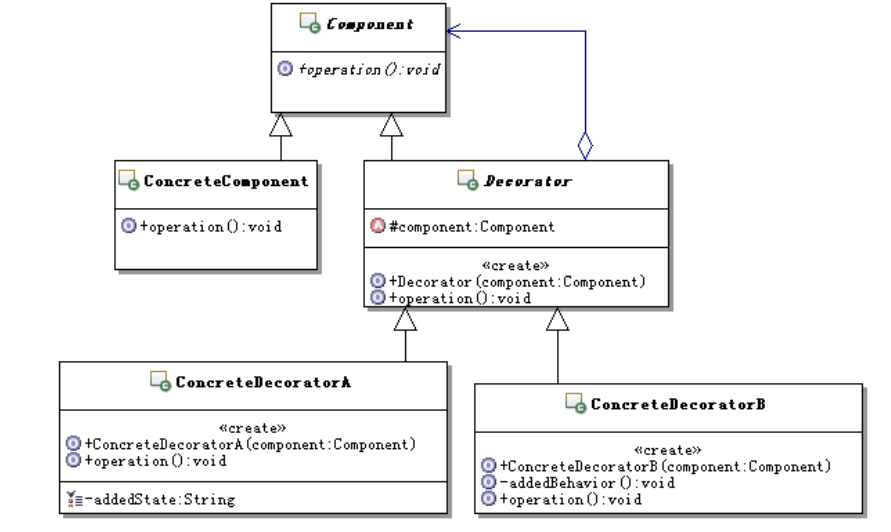 Component
+operation():void
ConcreteComponent
+operation():void
Decorator
#component:Component
«create»
+Decorator(component:Component)
+operation():void
ConcreteDecoratorA
«create»
+ConcreteDecoratorA(component:Component)
+operation():void
-addedState:String
ConcreteDecoratorB
«create»
+ConcreteDecoratorB(component:Component)
-addedBehavior():void
+operation():void